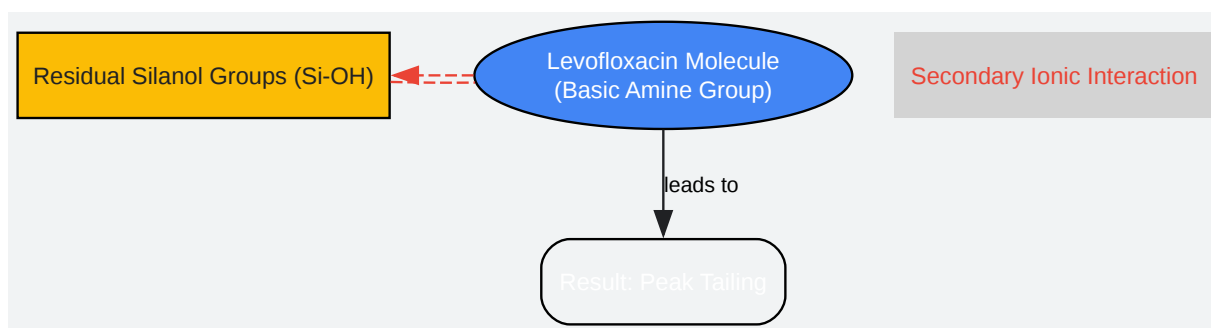 Residual Silanol Groups (Si-OH)
Levofloxacin Molecule
(Basic Amine Group)
Secondary Ionic Interaction
leads to
Result: Peak Tailing